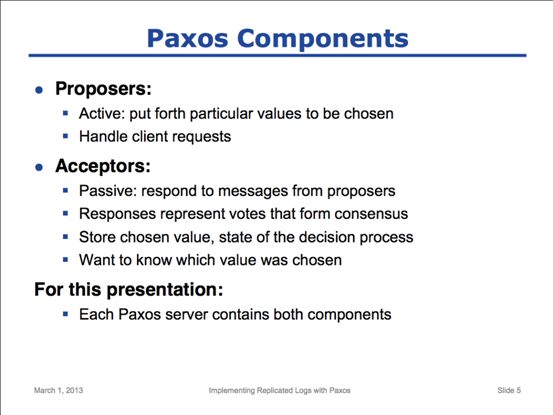 Paxos Components
● Proposers:
▪ Active: put forth particular values to be chosen
▪ Handle client requests
● Acceptors:
▪ Passive: respond to messages from proposers
▪ Responses represent votes that form consensus
▪ Store chosen value, state of the decision process
▪ Want to know which value was chosen
For this presentation:
▪ Each Paxos server contains both components
March 1, 2013 Implementing Replicated Logs with Paxos Slide 5